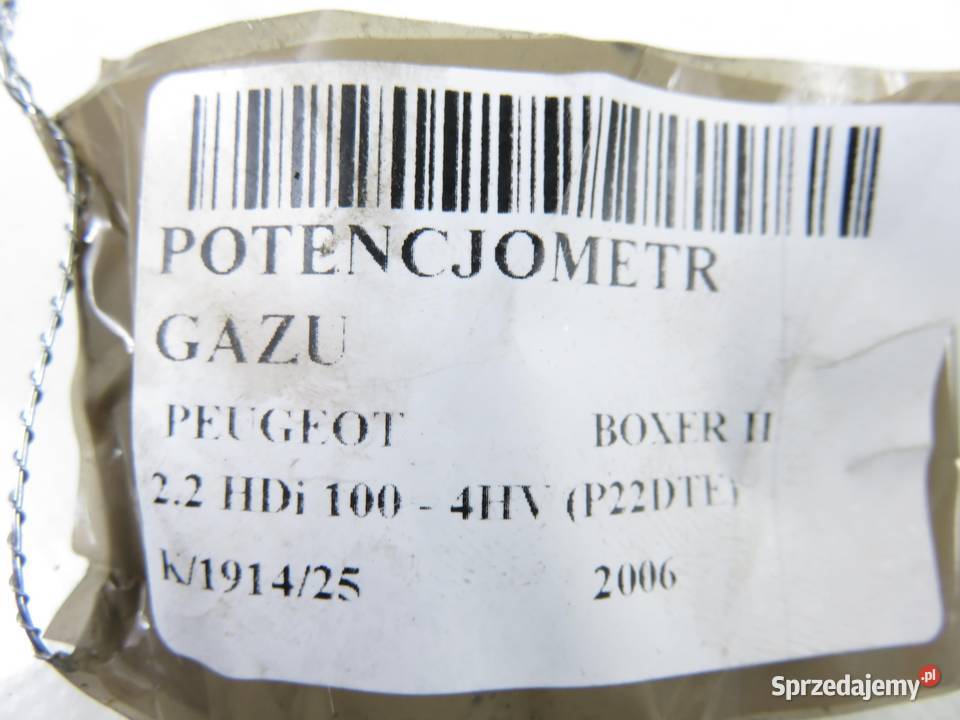 POTENCJOMETR
GAZU
PEUGEOT BOXER II
2.2 HDi 100 - 4HV (P22DTE)
K/1914/25 2006
Sprzedajemy.pl